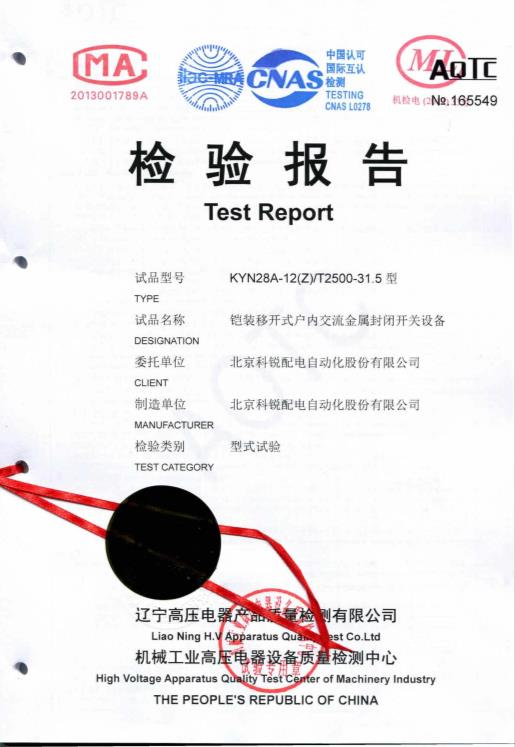 MA
2013001789A
ilac-MRA
CNAS
中国认可
国际互认
检测
TESTING
CNAS L0278
AQTC
机检电
№ 165549
检验报告
Test Report
试品型号 KYN28A-12(Z)/T2500-31.5 型
TYPE
试品名称 铠装移开式户内交流金属封闭开关设备
DESIGNATION
委托单位 北京科锐配电自动化股份有限公司
CLIENT
制造单位 北京科锐配电自动化股份有限公司
MANUFACTURER
检验类别 型式试验
TEST CATEGORY
辽宁高压电器产品质量检测有限公司
Liao Ning H.V Apparatus Quality Test Co.Ltd
机械工业高压电器设备质量检测中心
试验专用章
High Voltage Apparatus Quality Test Center of Machinery Industry
THE PEOPLE'S REPUBLIC OF CHINA